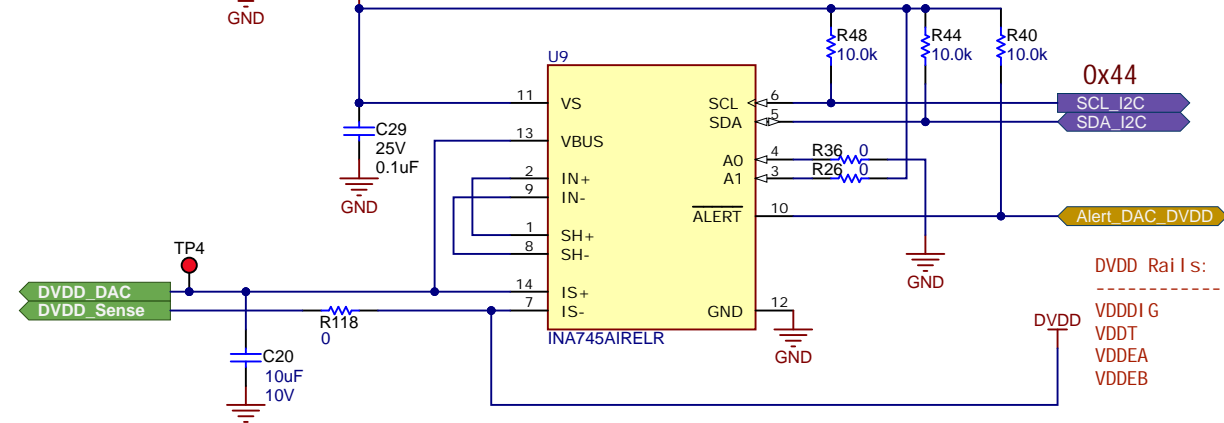 GND
R48
10.0k
R44
10.0k
R40
10.0k
0x44
U9
11
VS
SCL
6
SCL_I2C
SDA
5
SDA_I2C
C29
25V
0.1uF
GND
13
VBUS
A0
4
R36
0
A1
3
R26
0
2
IN+
9
IN-
ALERT
10
Alert_DAC_DVDD
1
SH+
8
SH-
TP4
GND
DVDD Rails:
-----------
VDDDIG
VDDT
VDDEA
VDDEB
DVDD_DAC
14
IS+
DVDD_Sense
R118
0
7
IS-
GND
12
GND
DVDD
INA745AIRELR
C20
10uF
10V
GND